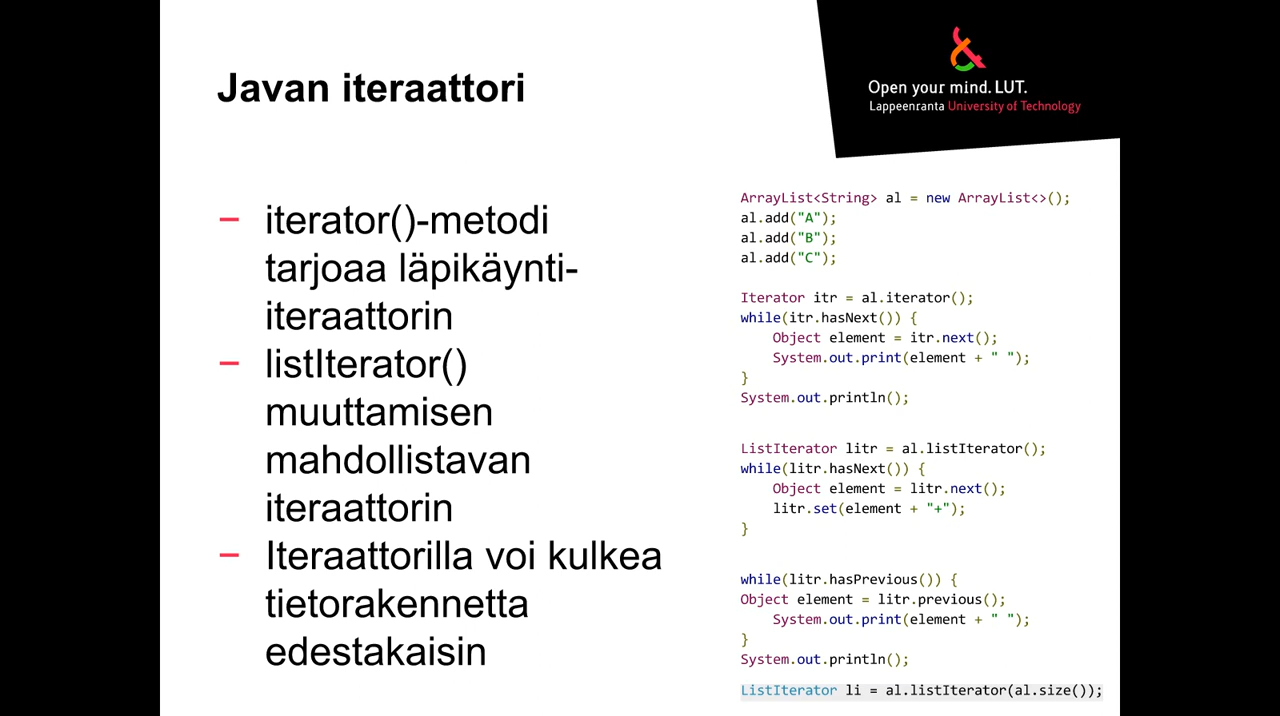 Javan iteraattori
Open your mind. LUT.
Lappeenranta University of Technology
– iterator()-metodi
tarjoaa läpikäynti-
iteraattorin
– listIterator()
muuttamisen
mahdollistavan
iteraattorin
– Iteraattorilla voi kulkea
tietorakennetta
edestakaisin
ArrayList<String> al = new ArrayList<>();
al.add("A");
al.add("B");
al.add("C");
Iterator itr = al.iterator();
while(itr.hasNext()) {
    Object element = itr.next();
    System.out.print(element + " ");
}
System.out.println();
ListIterator litr = al.listIterator();
while(litr.hasNext()) {
    Object element = litr.next();
    litr.set(element + "+");
}
while(litr.hasPrevious()) {
Object element = litr.previous();
    System.out.print(element + " ");
}
System.out.println();
ListIterator li = al.listIterator(al.size());